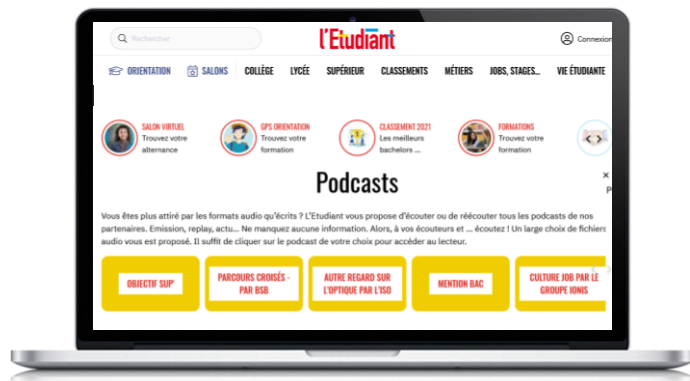 Rechercher
l'Etudiant
Connexion
ORIENTATION SALONS COLLÈGE LYCÉE SUPÉRIEUR CLASSEMENTS MÉTIERS JOBS, STAGES... VIE ÉTUDIANTE
SALON VIRTUEL
Trouvez votre
alternance
GPS ORIENTATION
Trouvez votre
formation
CLASSEMENT 2021
Les meilleurs
bachelors ...
FORMATIONS
Trouvez votre
formation
Podcasts
P
Vous êtes plus attiré par les formats audio qu'écrits ? L'Etudiant vous propose d'écouter ou de réécouter tous les podcasts de nos
partenaires. Emission, replay, actu... Ne manquez aucune information. Alors, à vos écouteurs et ... écoutez ! Un large choix de fichiers
audio vous est proposé. Il suffit de cliquer sur le podcast de votre choix pour accéder au lecteur.
OBJECTIF SUP'
PARCOURS CROISÉS -
PAR BSB
AUTRE REGARD SUR
L'OPTIQUE PAR L'ISO
MENTION BAC
CULTURE JOB PAR LE
GROUPE IONIS